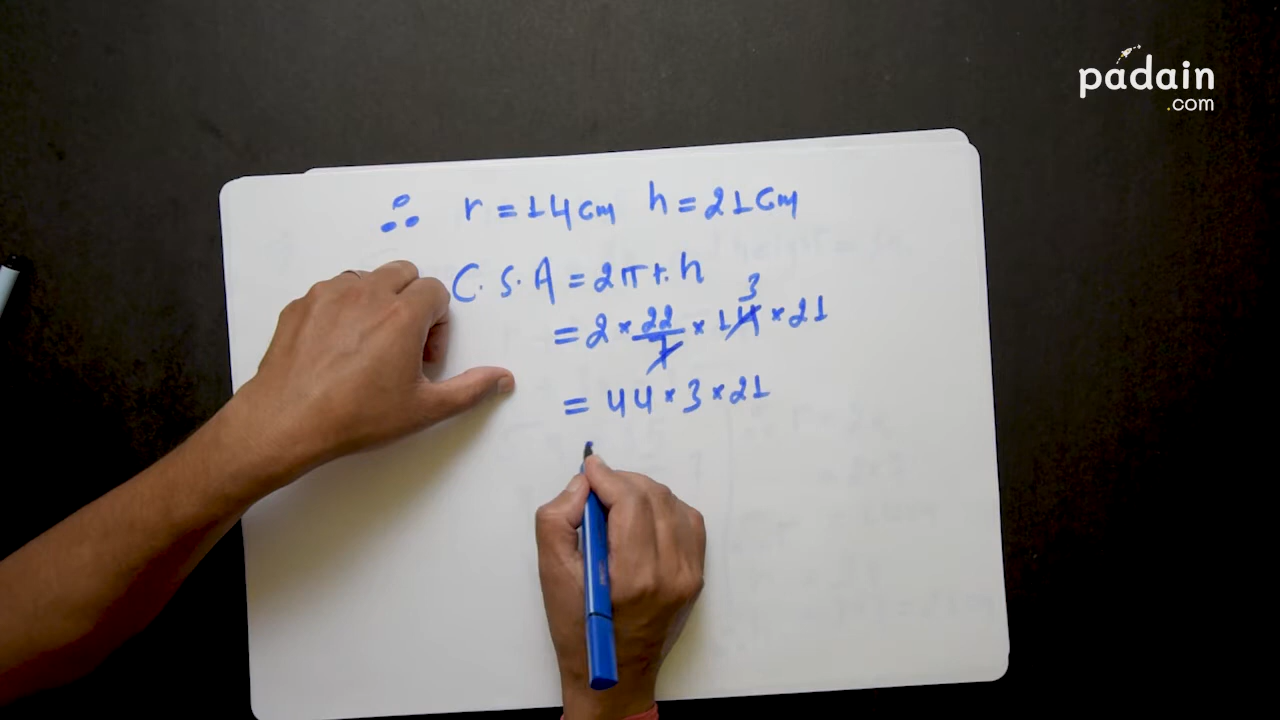 padain
.com
∴ r = 14cm h = 21cm
C.S.A = 2πr.h
3
= 2 × 22/7 × 14 × 21
= 44 × 3 × 21